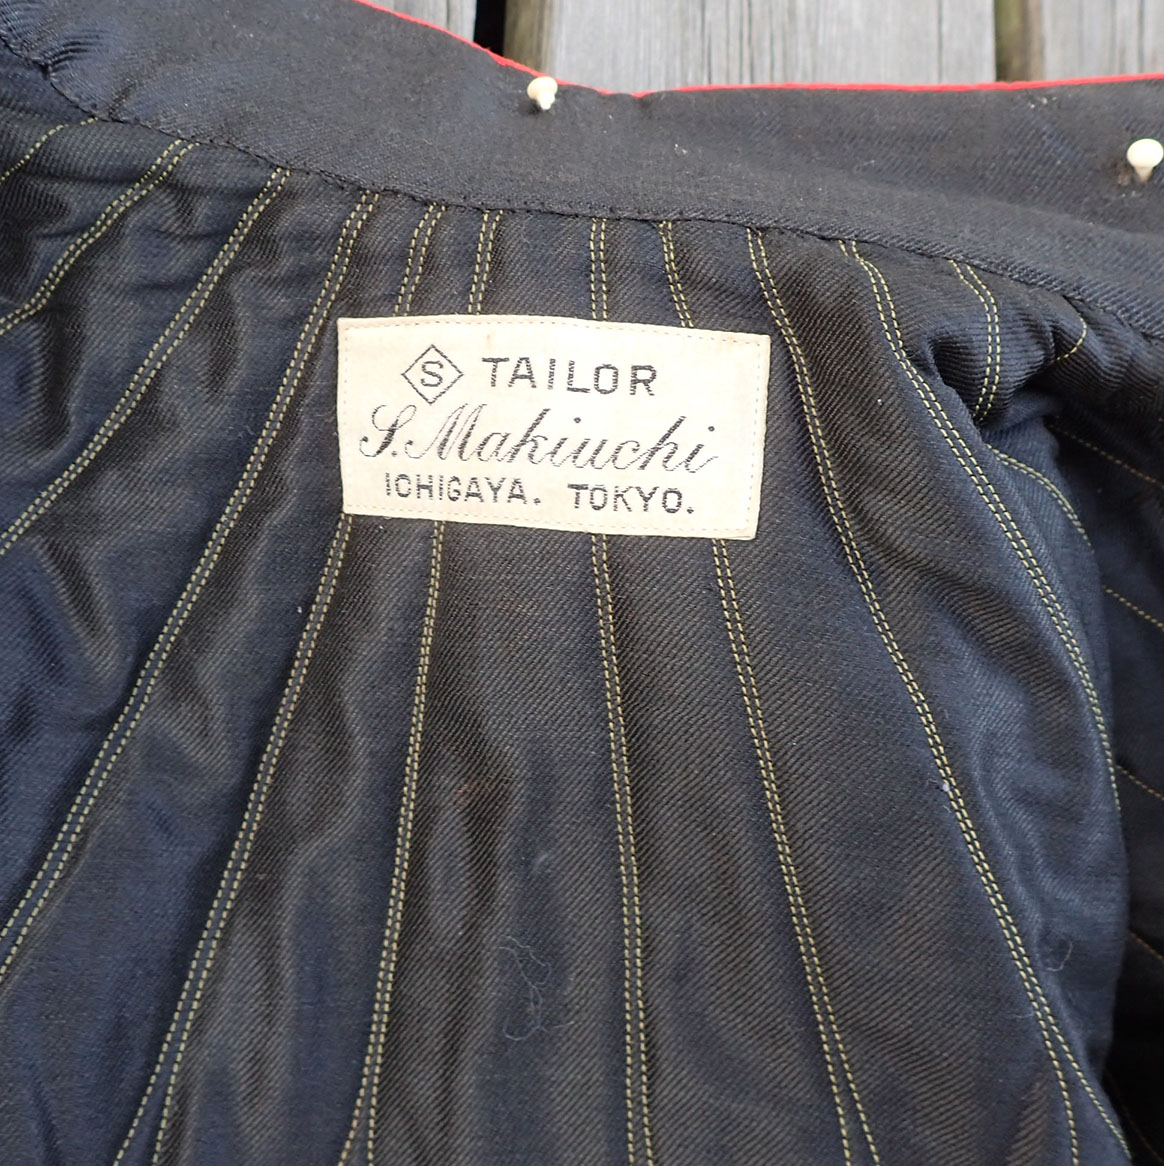 S TAILOR
S. Makiuchi
ICHIGAYA. TOKYO.